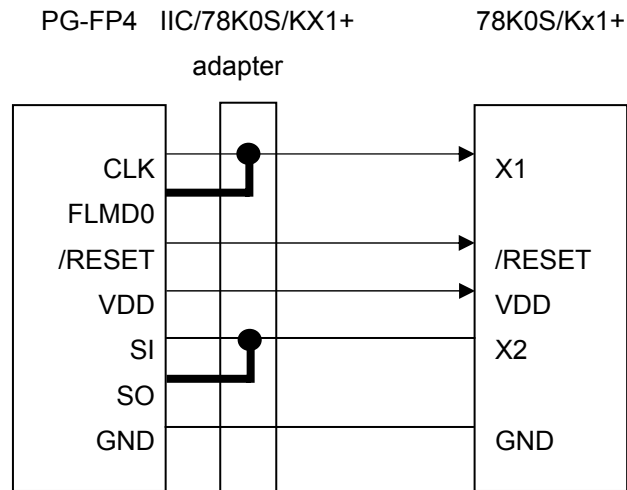 PG-FP4 IIC/78K0S/KX1+ 78K0S/Kx1+
adapter
CLK X1
FLMD0
/RESET /RESET
VDD VDD
SI X2
SO
GND GND